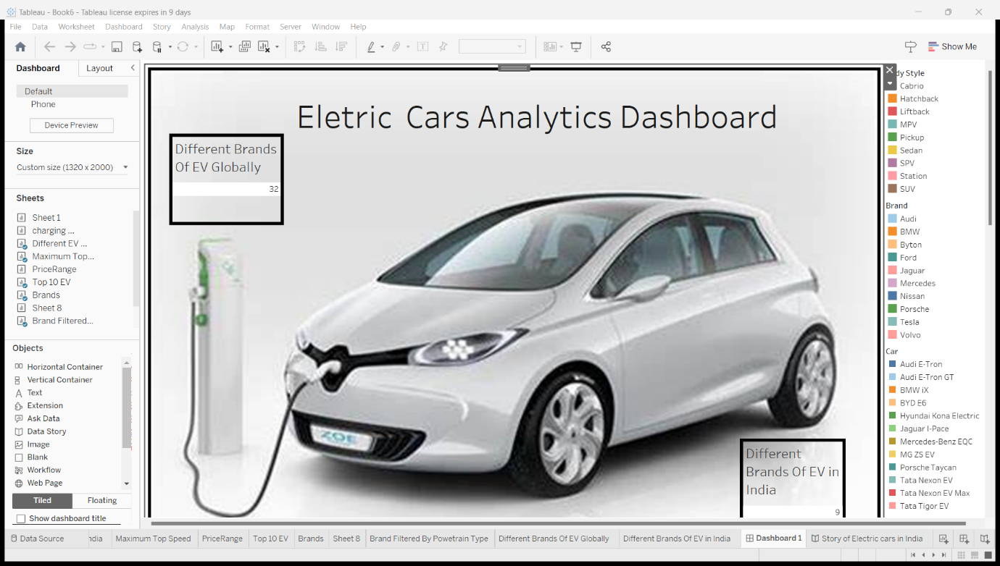 Tableau - Book6 - Tableau license expires in 9 days
File Data Worksheet Dashboard Story Analysis Map Format Server Window Help
Show Me
Dashboard Layout
Default
Phone
Device Preview
Size
Custom size (1320 x 2000)
Sheets
Sheet 1
charging ...
Different EV ...
Maximum Top...
PriceRange
Top 10 EV
Brands
Sheet 8
Brand Filtered...
Objects
Horizontal Container
Vertical Container
Text
Extension
Ask Data
Data Story
Image
Blank
Workflow
Web Page
Tiled Floating
Show dashboard title
Eletric Cars Analytics Dashboard
Different Brands
Of EV Globally
32
ZOE
Different
Brands Of EV in
India
9
dy Style
Cabrio
Hatchback
Liftback
MPV
Pickup
Sedan
SPV
Station
SUV
Brand
Audi
BMW
Byton
Ford
Jaguar
Mercedes
Nissan
Porsche
Tesla
Volvo
Car
Audi E-Tron
Audi E-Tron GT
BMW iX
BYD E6
Hyundai Kona Electric
Jaguar I-Pace
Mercedes-Benz EQC
MG ZS EV
Porsche Taycan
Tata Nexon EV
Tata Nexon EV Max
Tata Tigor EV
Data Source ndia Maximum Top Speed PriceRange Top 10 EV Brands Sheet 8 Brand Filtered By Powetrain Type Different Brands Of EV Globally Different Brands Of EV in India Dashboard 1 Story of Electric cars in India